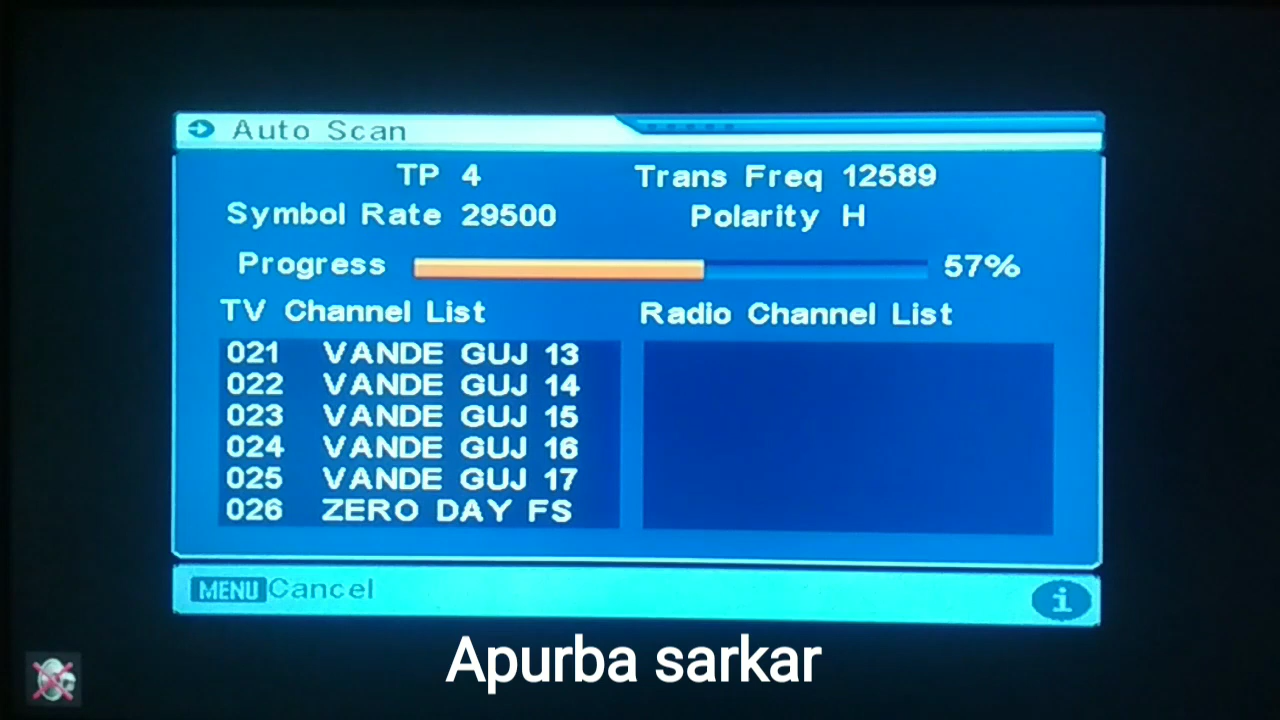 Auto Scan
TP 4 Trans Freq 12589
Symbol Rate 29500 Polarity H
Progress 57%
TV Channel List Radio Channel List
021 VANDE GUJ 13
022 VANDE GUJ 14
023 VANDE GUJ 15
024 VANDE GUJ 16
025 VANDE GUJ 17
026 ZERO DAY FS
MENU Cancel i
Apurba sarkar